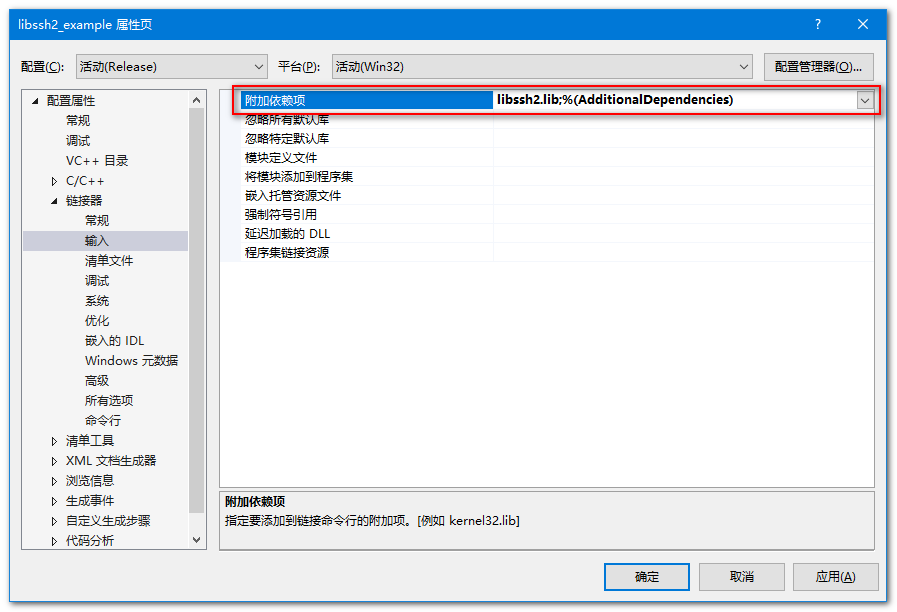 libssh2_example 属性页
配置(C): 活动(Release) 平台(P): 活动(Win32) 配置管理器(O)...
配置属性
常规
调试
VC++ 目录
C/C++
链接器
常规
输入
清单文件
调试
系统
优化
嵌入的 IDL
Windows 元数据
高级
所有选项
命令行
清单工具
XML 文档生成器
浏览信息
生成事件
自定义生成步骤
代码分析
附加依赖项 libssh2.lib;%(AdditionalDependencies)
忽略所有默认库
忽略特定默认库
模块定义文件
将模块添加到程序集
嵌入托管资源文件
强制符号引用
延迟加载的 DLL
程序集链接资源
附加依赖项
指定要添加到链接命令行的附加项。[例如 kernel32.lib]
确定 取消 应用(A)